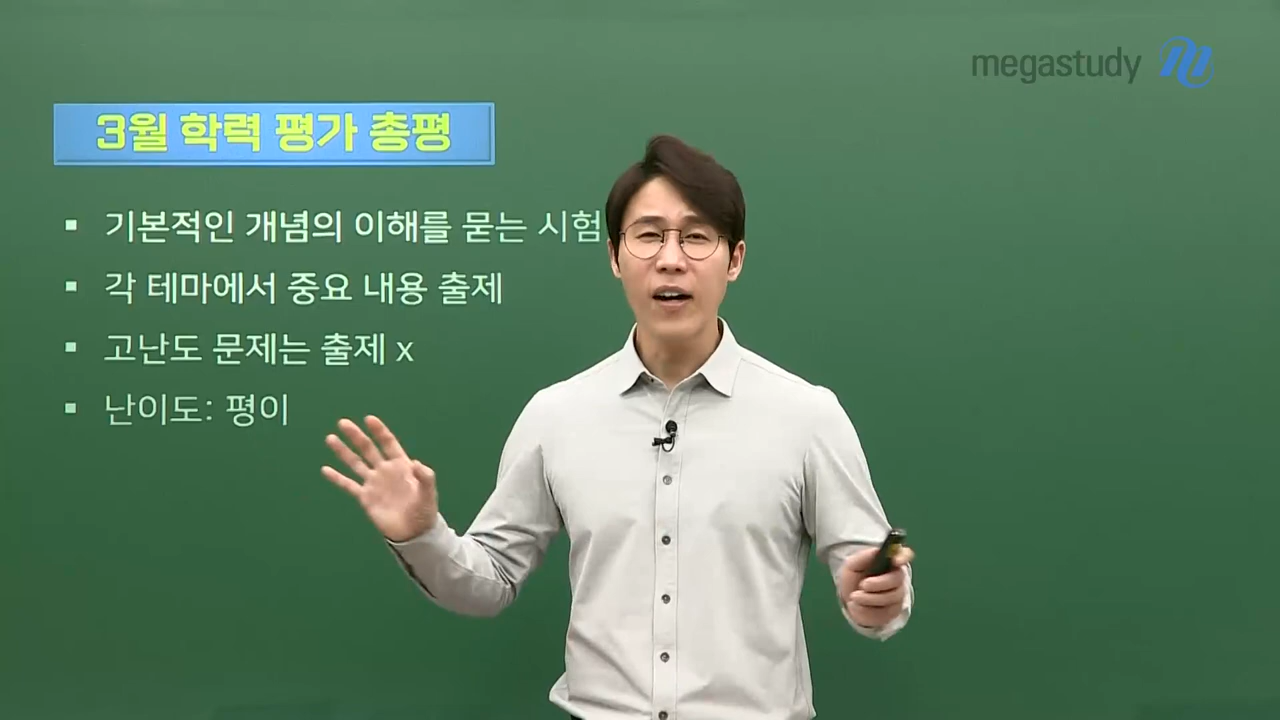 megastudy
3월 학력 평가 총평
▪ 기본적인 개념의 이해를 묻는 시험
▪ 각 테마에서 중요 내용 출제
▪ 고난도 문제는 출제 x
▪ 난이도: 평이